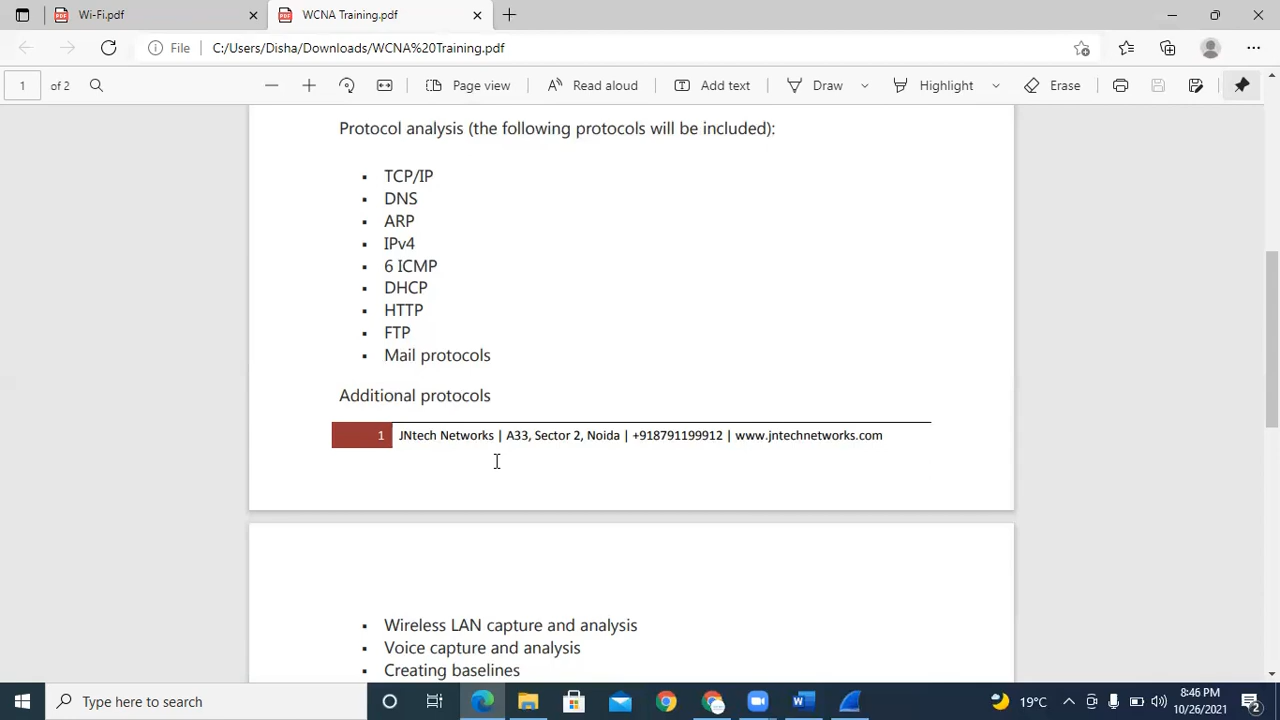 Wi-Fi.pdf
WCNA Training.pdf
File
C:/Users/Disha/Downloads/WCNA%20Training.pdf
1 of 2
Page view
Read aloud
Add text
Draw
Highlight
Erase
Protocol analysis (the following protocols will be included):
▪ TCP/IP
▪ DNS
▪ ARP
▪ IPv4
▪ 6 ICMP
▪ DHCP
▪ HTTP
▪ FTP
▪ Mail protocols
Additional protocols
1 JNtech Networks | A33, Sector 2, Noida | +918791199912 | www.jntechnetworks.com
▪ Wireless LAN capture and analysis
▪ Voice capture and analysis
▪ Creating baselines
Type here to search
19°C
8:46 PM
10/26/2021
2